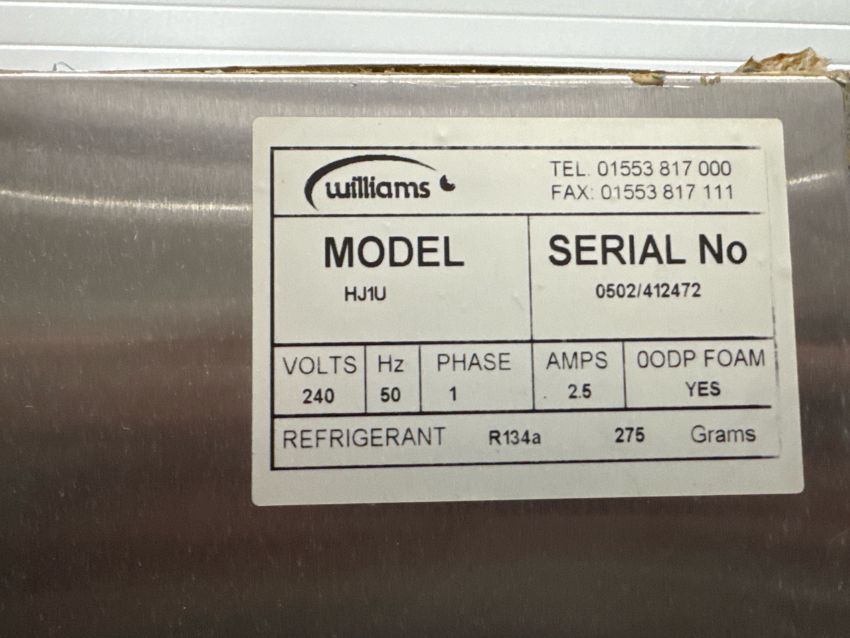 williams
TEL. 01553 817 000
FAX: 01553 817 111
MODEL
HJ1U
SERIAL No
0502/412472
VOLTS
240
Hz
50
PHASE
1
AMPS
2.5
0ODP FOAM
YES
REFRIGERANT R134a 275 Grams